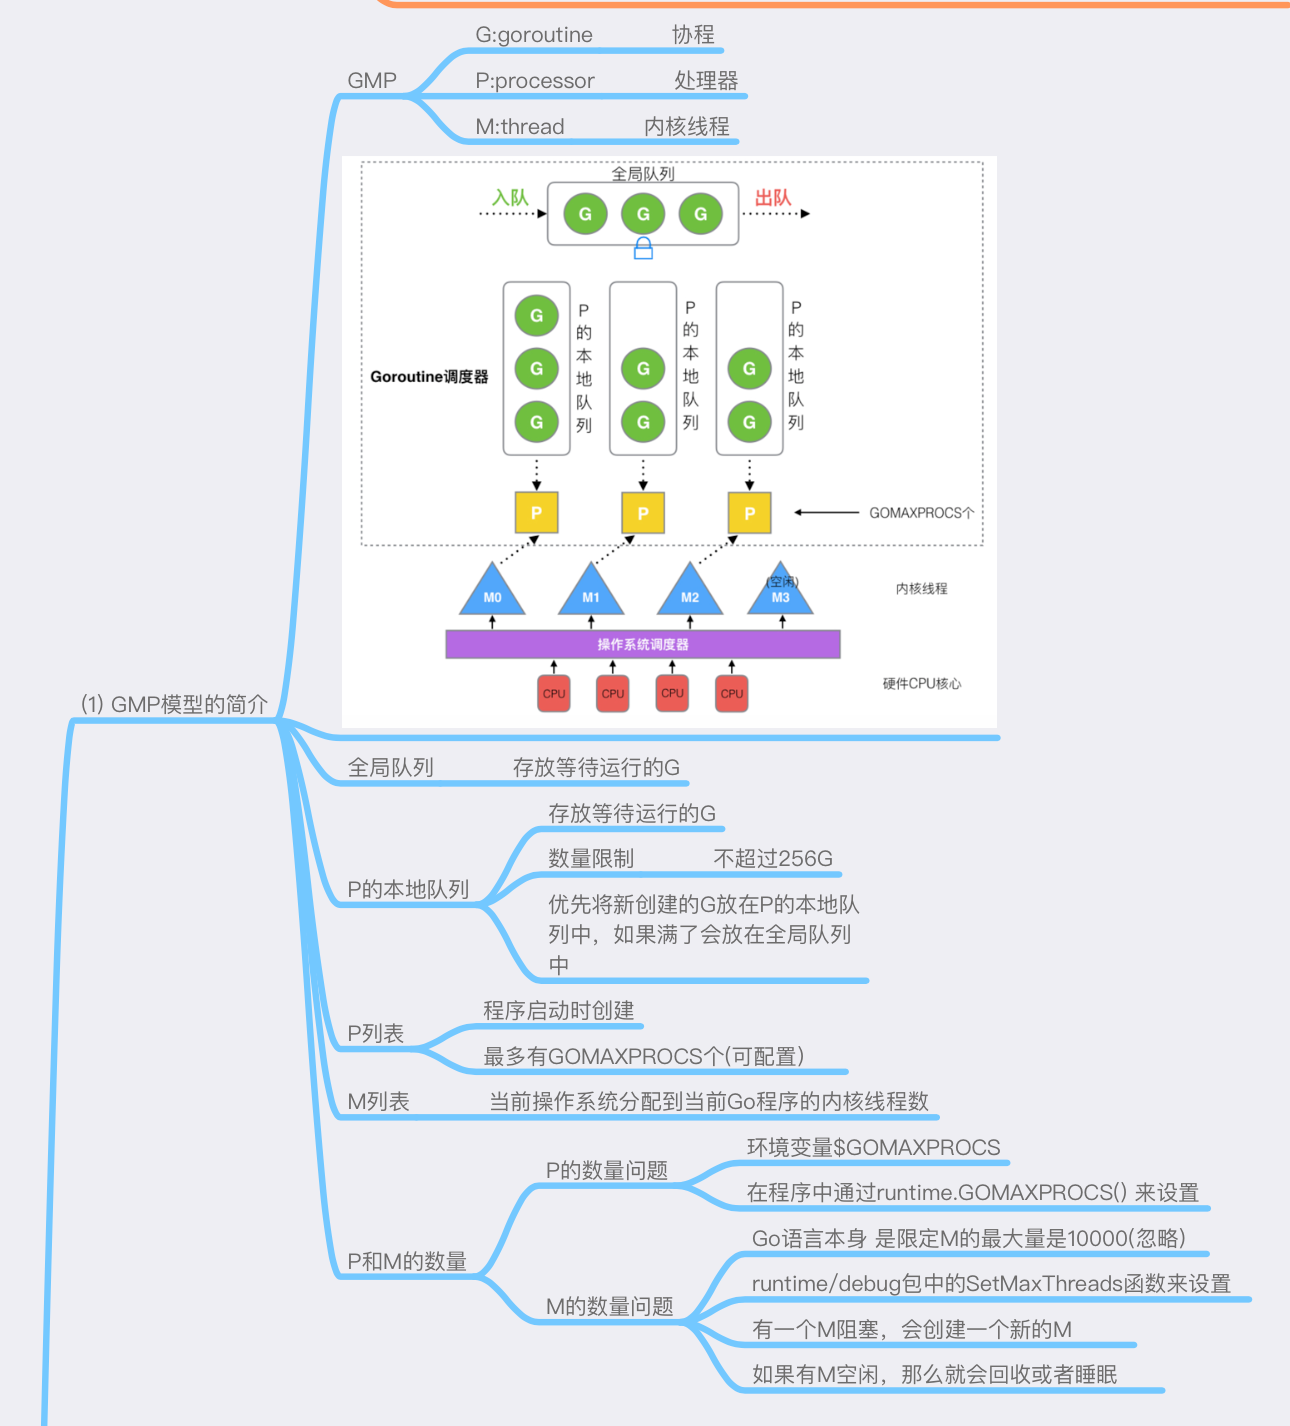 G:goroutine 协程
GMP
P:processor 处理器
M:thread 内核线程
全局队列
入队
出队
G G G
G
G G G
G G G
P的本地队列
P的本地队列
P的本地队列
Goroutine调度器
P P P
GOMAXPROCS个
(空闲)
M0 M1 M2 M3
内核线程
操作系统调度器
CPU CPU CPU CPU
硬件CPU核心
(1) GMP模型的简介
全局队列 存放等待运行的G
P的本地队列
存放等待运行的G
数量限制 不超过256G
优先将新创建的G放在P的本地队
列中，如果满了会放在全局队列
中
P列表
程序启动时创建
最多有GOMAXPROCS个(可配置)
M列表 当前操作系统分配到当前Go程序的内核线程数
P和M的数量
P的数量问题
环境变量$GOMAXPROCS
在程序中通过runtime.GOMAXPROCS() 来设置
M的数量问题
Go语言本身 是限定M的最大量是10000(忽略)
runtime/debug包中的SetMaxThreads函数来设置
有一个M阻塞，会创建一个新的M
如果有M空闲，那么就会回收或者睡眠